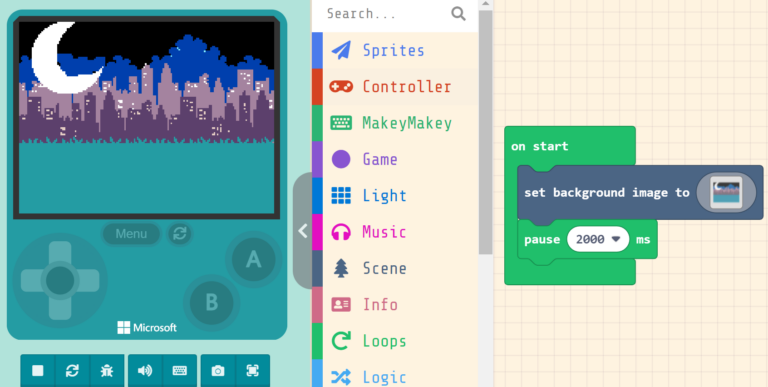 Menu
A
B
Microsoft
Search...
Sprites
Controller
MakeyMakey
Game
Light
Music
Scene
Info
Loops
Logic
on start
set background image to
pause 2000 ms